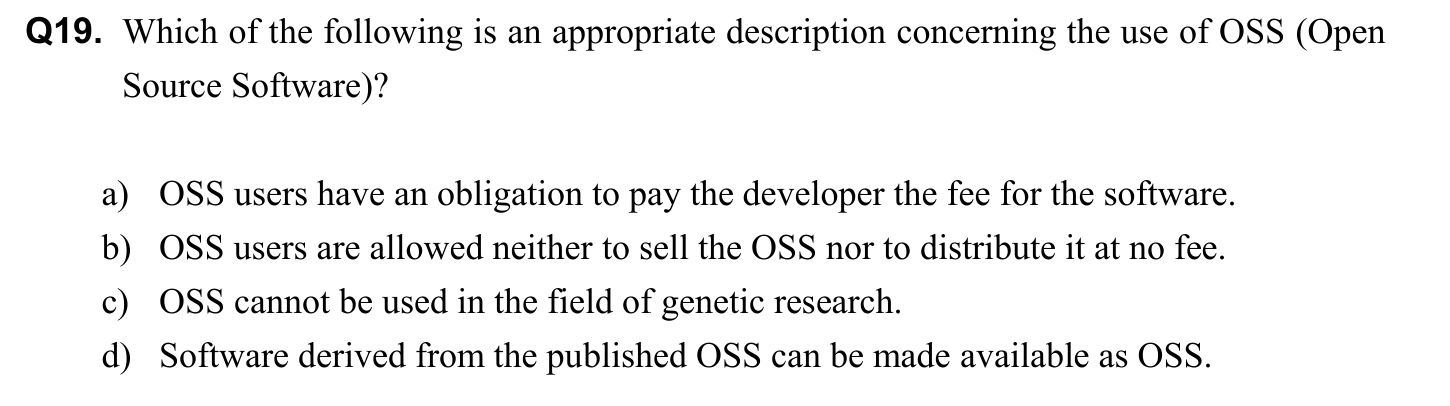 Q19. Which of the following is an appropriate description concerning the use of OSS (Open
Source Software)?
a) OSS users have an obligation to pay the developer the fee for the software.
b) OSS users are allowed neither to sell the OSS nor to distribute it at no fee.
c) OSS cannot be used in the field of genetic research.
d) Software derived from the published OSS can be made available as OSS.